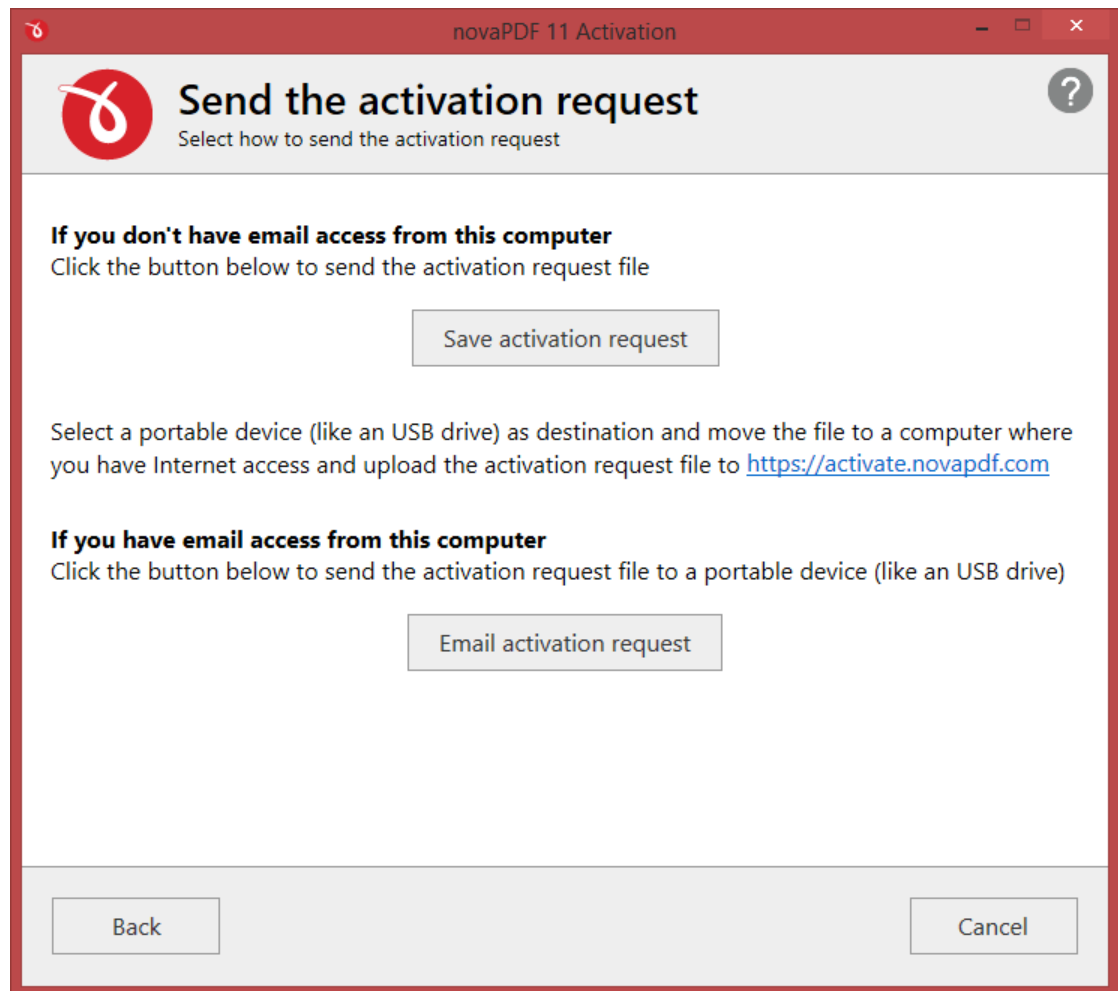 novaPDF 11 Activation
Send the activation request
Select how to send the activation request
?
If you don't have email access from this computer
Click the button below to send the activation request file
Save activation request
Select a portable device (like an USB drive) as destination and move the file to a computer where
you have Internet access and upload the activation request file to https://activate.novapdf.com
If you have email access from this computer
Click the button below to send the activation request file to a portable device (like an USB drive)
Email activation request
Back
Cancel